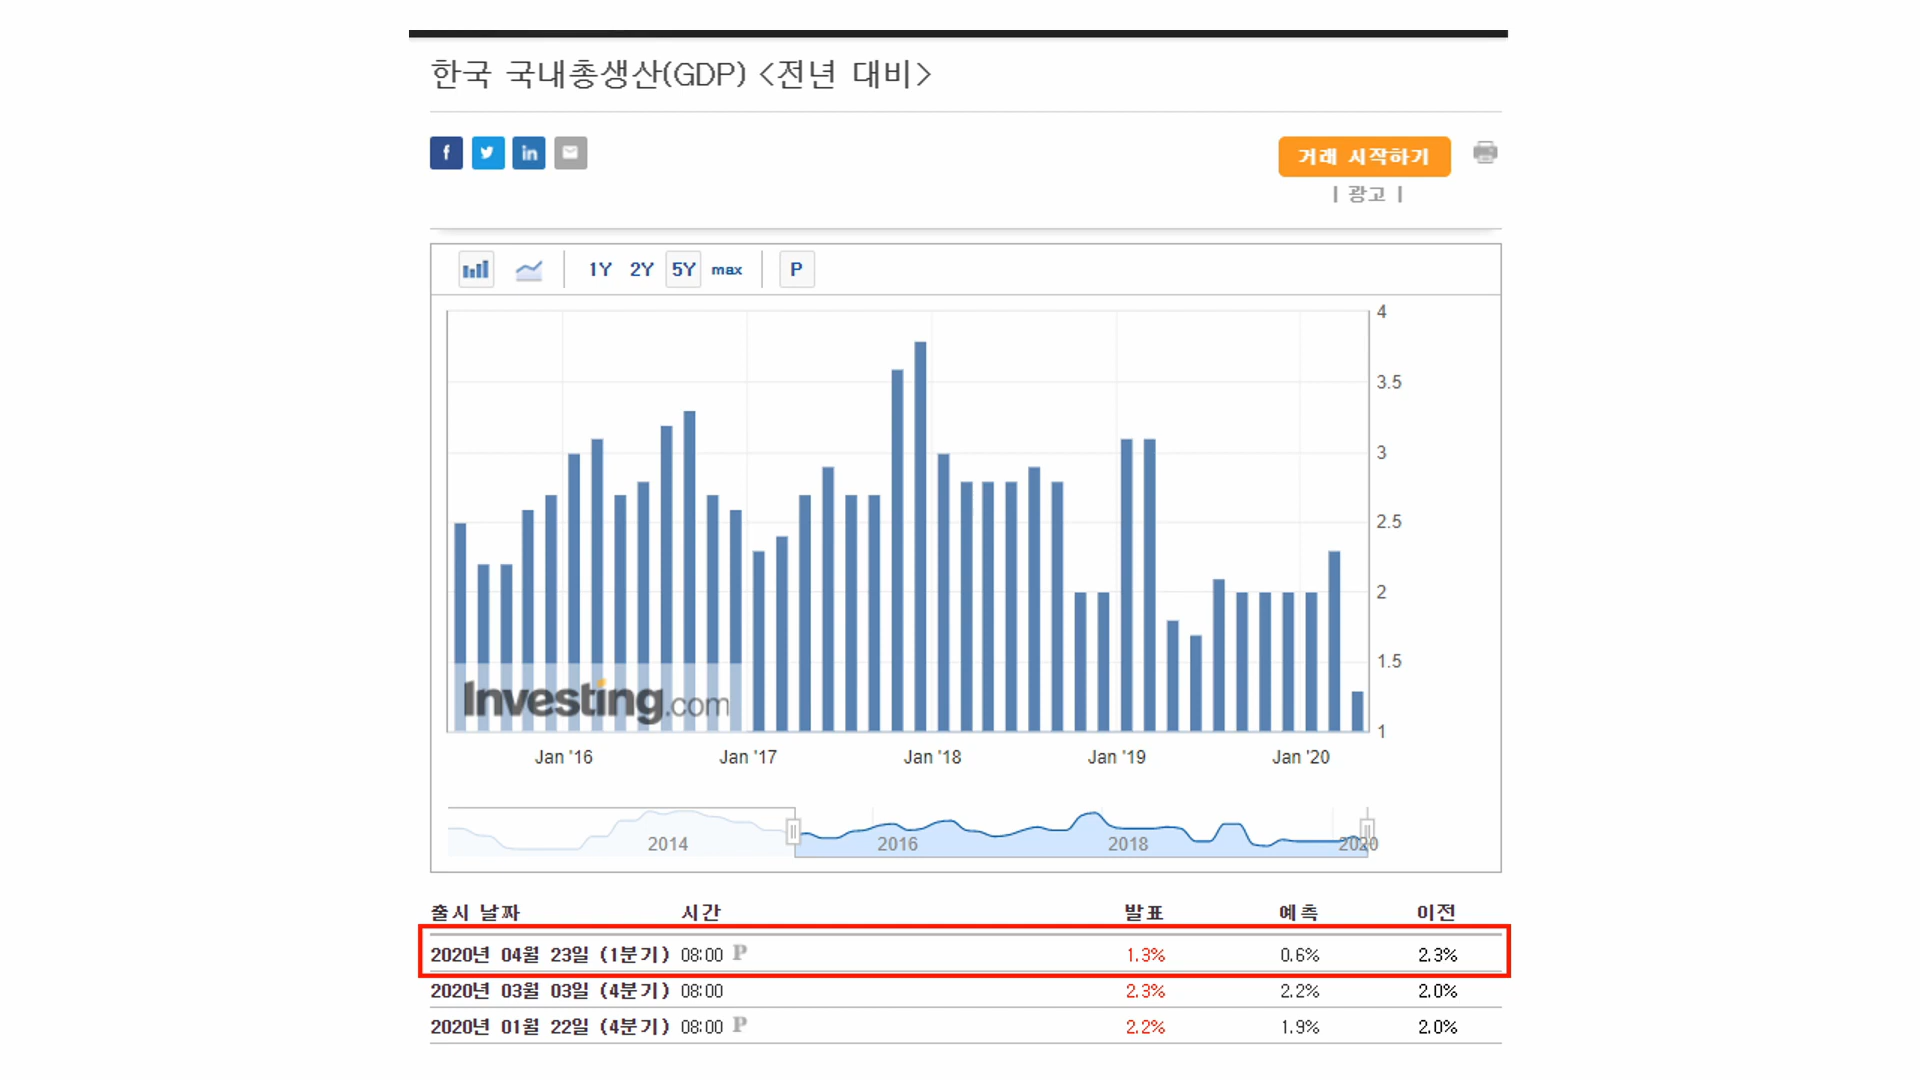 한국 국내총생산(GDP) <전년 대비>
f in
거래 시작하기
| 광고 |
1Y 2Y 5Y max P
4
3.5
3
2.5
2
1.5
1
Investing.com
Jan '16 Jan '17 Jan '18 Jan '19 Jan '20
2014 2016 2018 2020
출시 날짜 시간 발표 예측 이전
2020년 04월 23일 (1분기) 08:00 P 1.3% 0.6% 2.3%
2020년 03월 03일 (4분기) 08:00 2.3% 2.2% 2.0%
2020년 01월 22일 (4분기) 08:00 P 2.2% 1.9% 2.0%